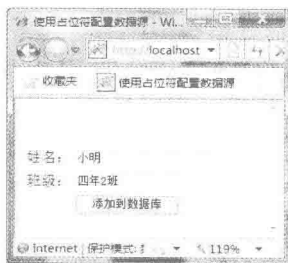 使用占位符配置数据源 - Wi...
http://localhost
收藏夹 使用占位符配置数据源
姓名： 小明
班级： 四年2班
添加到数据库
Internet | 保护模式: 119%